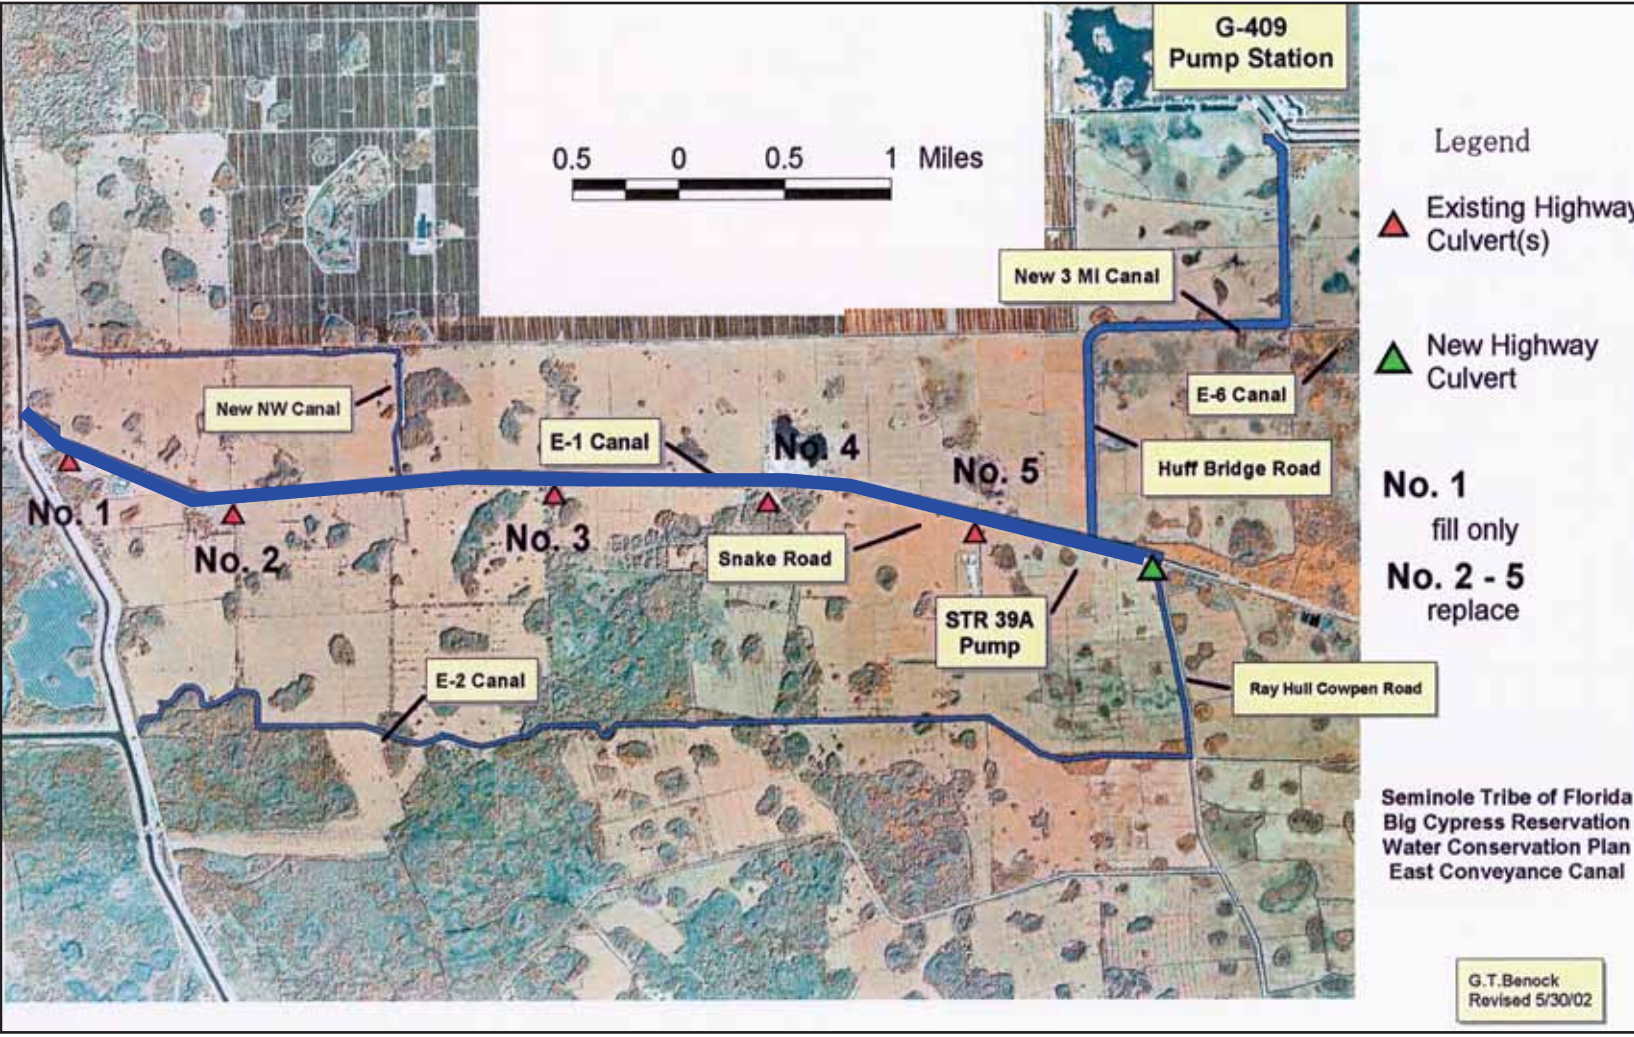 G-409
Pump Station
0.5 0 0.5 1 Miles
Legend
Existing Highway
Culvert(s)
New 3 MI Canal
New Highway
Culvert
E-6 Canal
New NW Canal
E-1 Canal
No. 4
No. 5
Huff Bridge Road
No. 1
fill only
No. 1
No. 2
No. 3
Snake Road
No. 2 - 5
replace
STR 39A
Pump
E-2 Canal
Ray Hull Cowpen Road
Seminole Tribe of Florida
Big Cypress Reservation
Water Conservation Plan
East Conveyance Canal
G.T.Benock
Revised 5/30/02